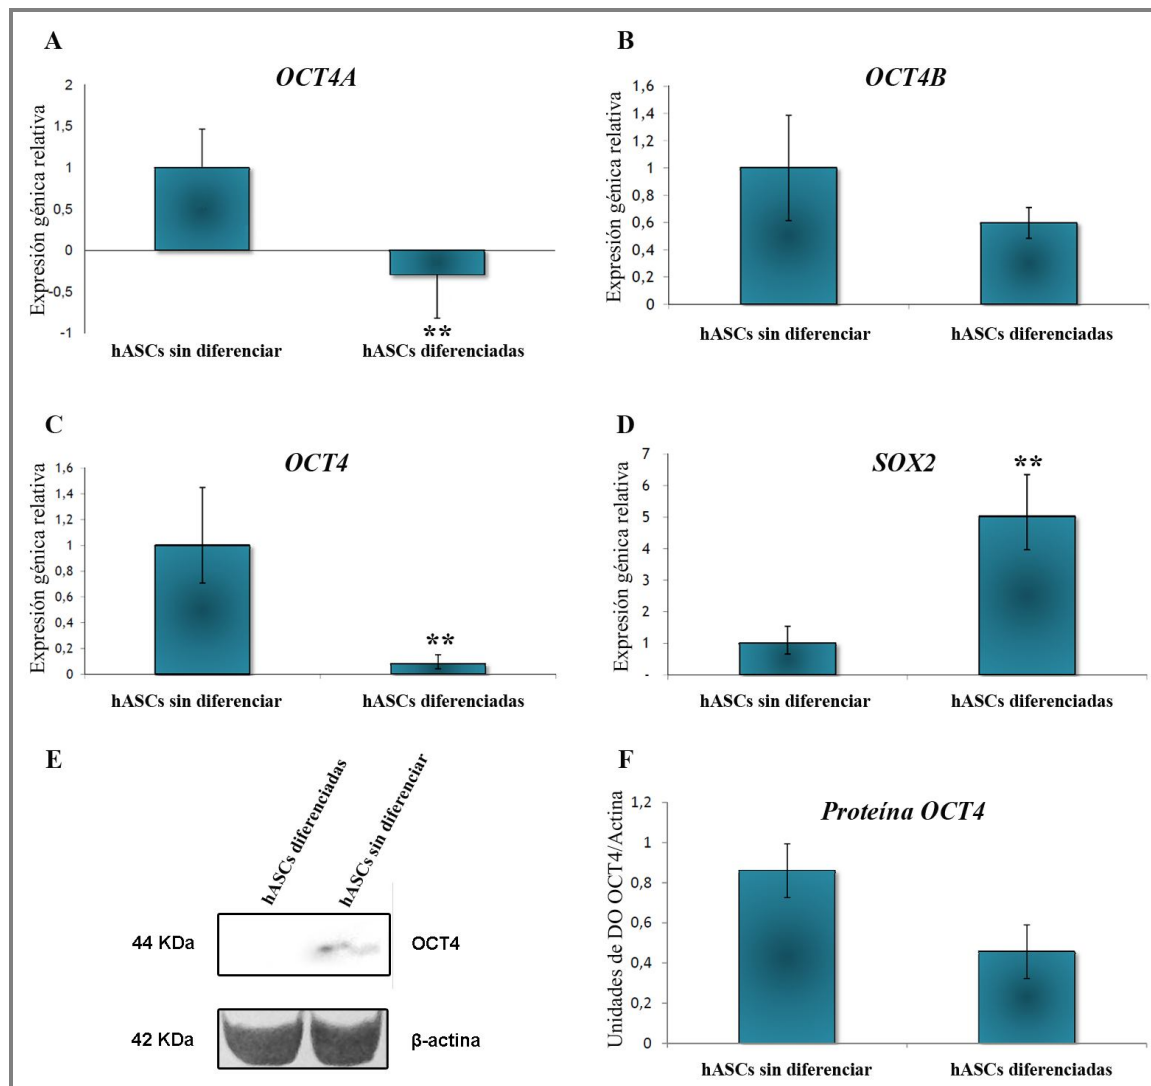 A
OCT4A
Expresión génica relativa
2
1,5
1
0,5
0
-0,5
-1
**
hASCs sin diferenciar
hASCs diferenciadas
B
OCT4B
Expresión génica relativa
1,6
1,4
1,2
1
0,8
0,6
0,4
0,2
0
hASCs sin diferenciar
hASCs diferenciadas
C
OCT4
Expresión génica relativa
1,6
1,4
1,2
1
0,8
0,6
0,4
0,2
0
**
hASCs sin diferenciar
hASCs diferenciadas
D
SOX2
Expresión génica relativa
7
6
5
4
3
2
1
-
**
hASCs sin diferenciar
hASCs diferenciadas
E
hASCs diferenciadas
hASCs sin diferenciar
44 KDa
OCT4
42 KDa
β-actina
F
Proteína OCT4
Unidades de DO OCT4/Actina
1,2
1
0,8
0,6
0,4
0,2
0
hASCs sin diferenciar
hASCs diferenciadas